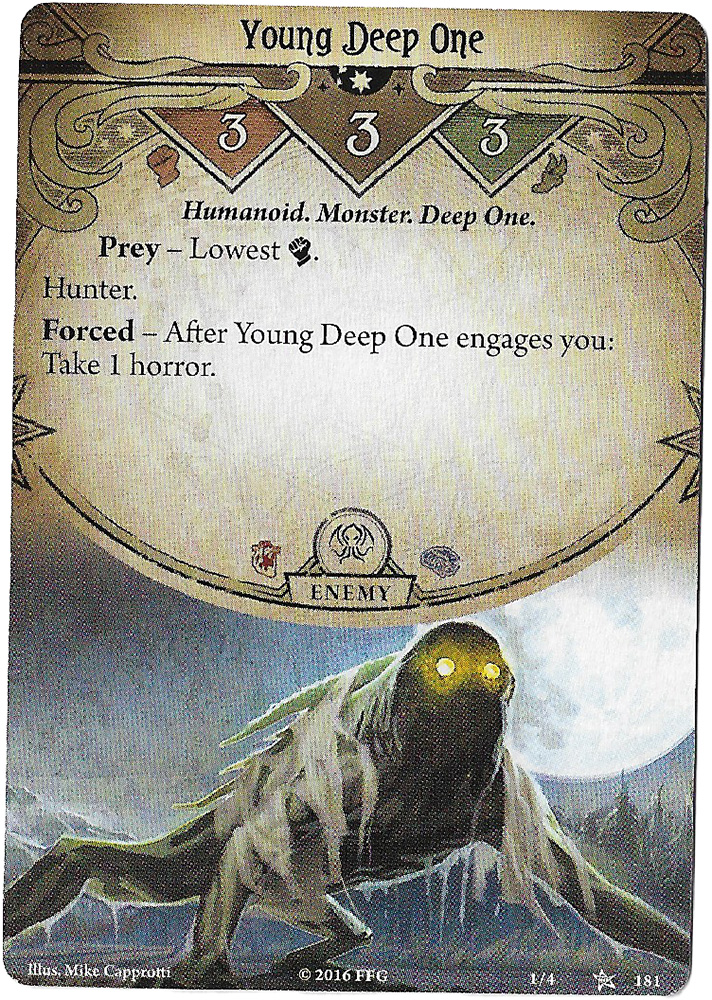 Young Deep One
3 3 3
Humanoid. Monster. Deep One.
Prey – Lowest .
Hunter.
Forced – After Young Deep One engages you:
Take 1 horror.
ENEMY
Illus. Mike Capprotti
© 2016 FFG
1/4
181